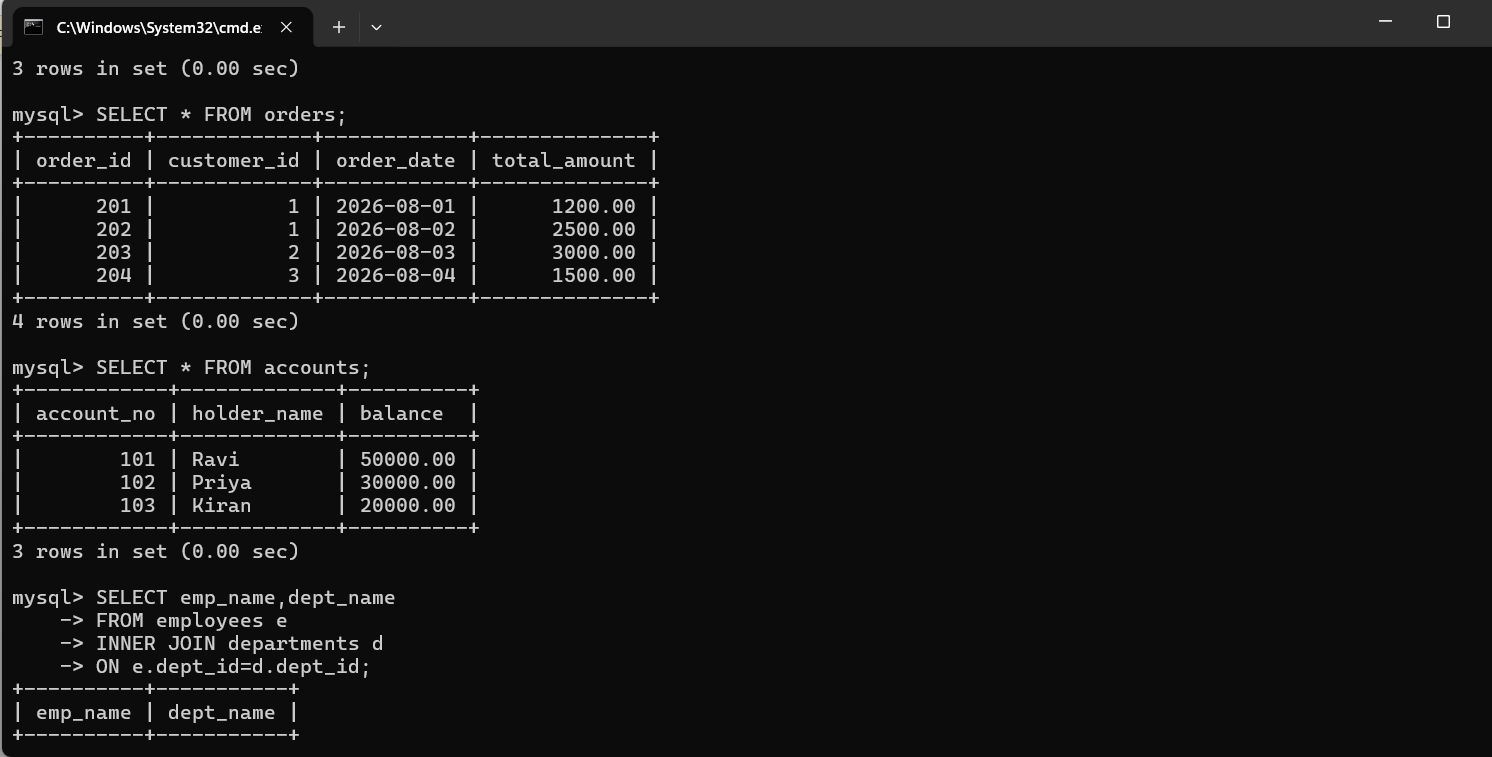 C:\Windows\System32\cmd.e
3 rows in set (0.00 sec)
mysql> SELECT * FROM orders;
+----------+-------------+------------+--------------+
| order_id | customer_id | order_date | total_amount |
+----------+-------------+------------+--------------+
|      201 |           1 | 2026-08-01 |      1200.00 |
|      202 |           1 | 2026-08-02 |      2500.00 |
|      203 |           2 | 2026-08-03 |      3000.00 |
|      204 |           3 | 2026-08-04 |      1500.00 |
+----------+-------------+------------+--------------+
4 rows in set (0.00 sec)
mysql> SELECT * FROM accounts;
+------------+-------------+----------+
| account_no | holder_name | balance  |
+------------+-------------+----------+
|        101 | Ravi        | 50000.00 |
|        102 | Priya       | 30000.00 |
|        103 | Kiran       | 20000.00 |
+------------+-------------+----------+
3 rows in set (0.00 sec)
mysql> SELECT emp_name,dept_name
    -> FROM employees e
    -> INNER JOIN departments d
    -> ON e.dept_id=d.dept_id;
+----------+-----------+
| emp_name | dept_name |
+----------+-----------+